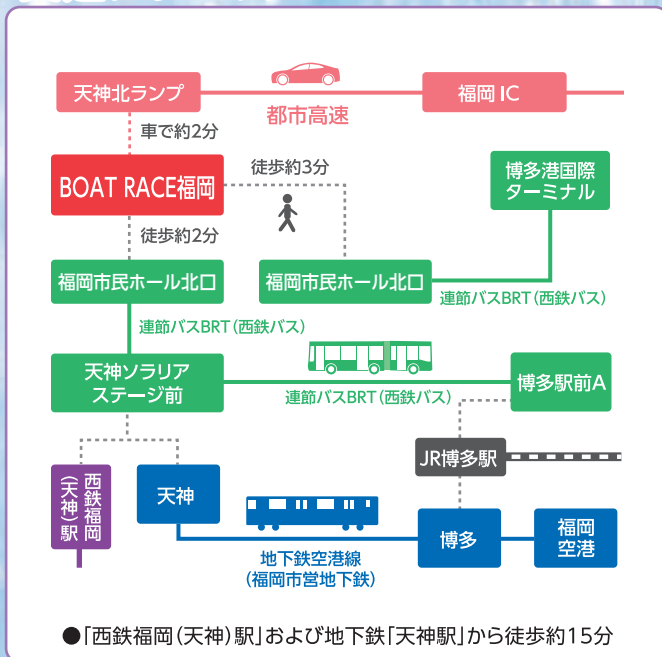 天神北ランプ
都市高速
福岡 IC
車で約2分
BOAT RACE福岡
徒歩約3分
博多港国際
ターミナル
徒歩約2分
福岡市民ホール北口
福岡市民ホール北口
連節バスBRT（西鉄バス）
連節バスBRT（西鉄バス）
天神ソラリア
ステージ前
連節バスBRT（西鉄バス）
博多駅前A
JR博多駅
西鉄福岡
（天神）駅
天神
地下鉄空港線
（福岡市営地下鉄）
博多
福岡
空港
●「西鉄福岡（天神）駅」および地下鉄「天神駅」から徒歩約15分